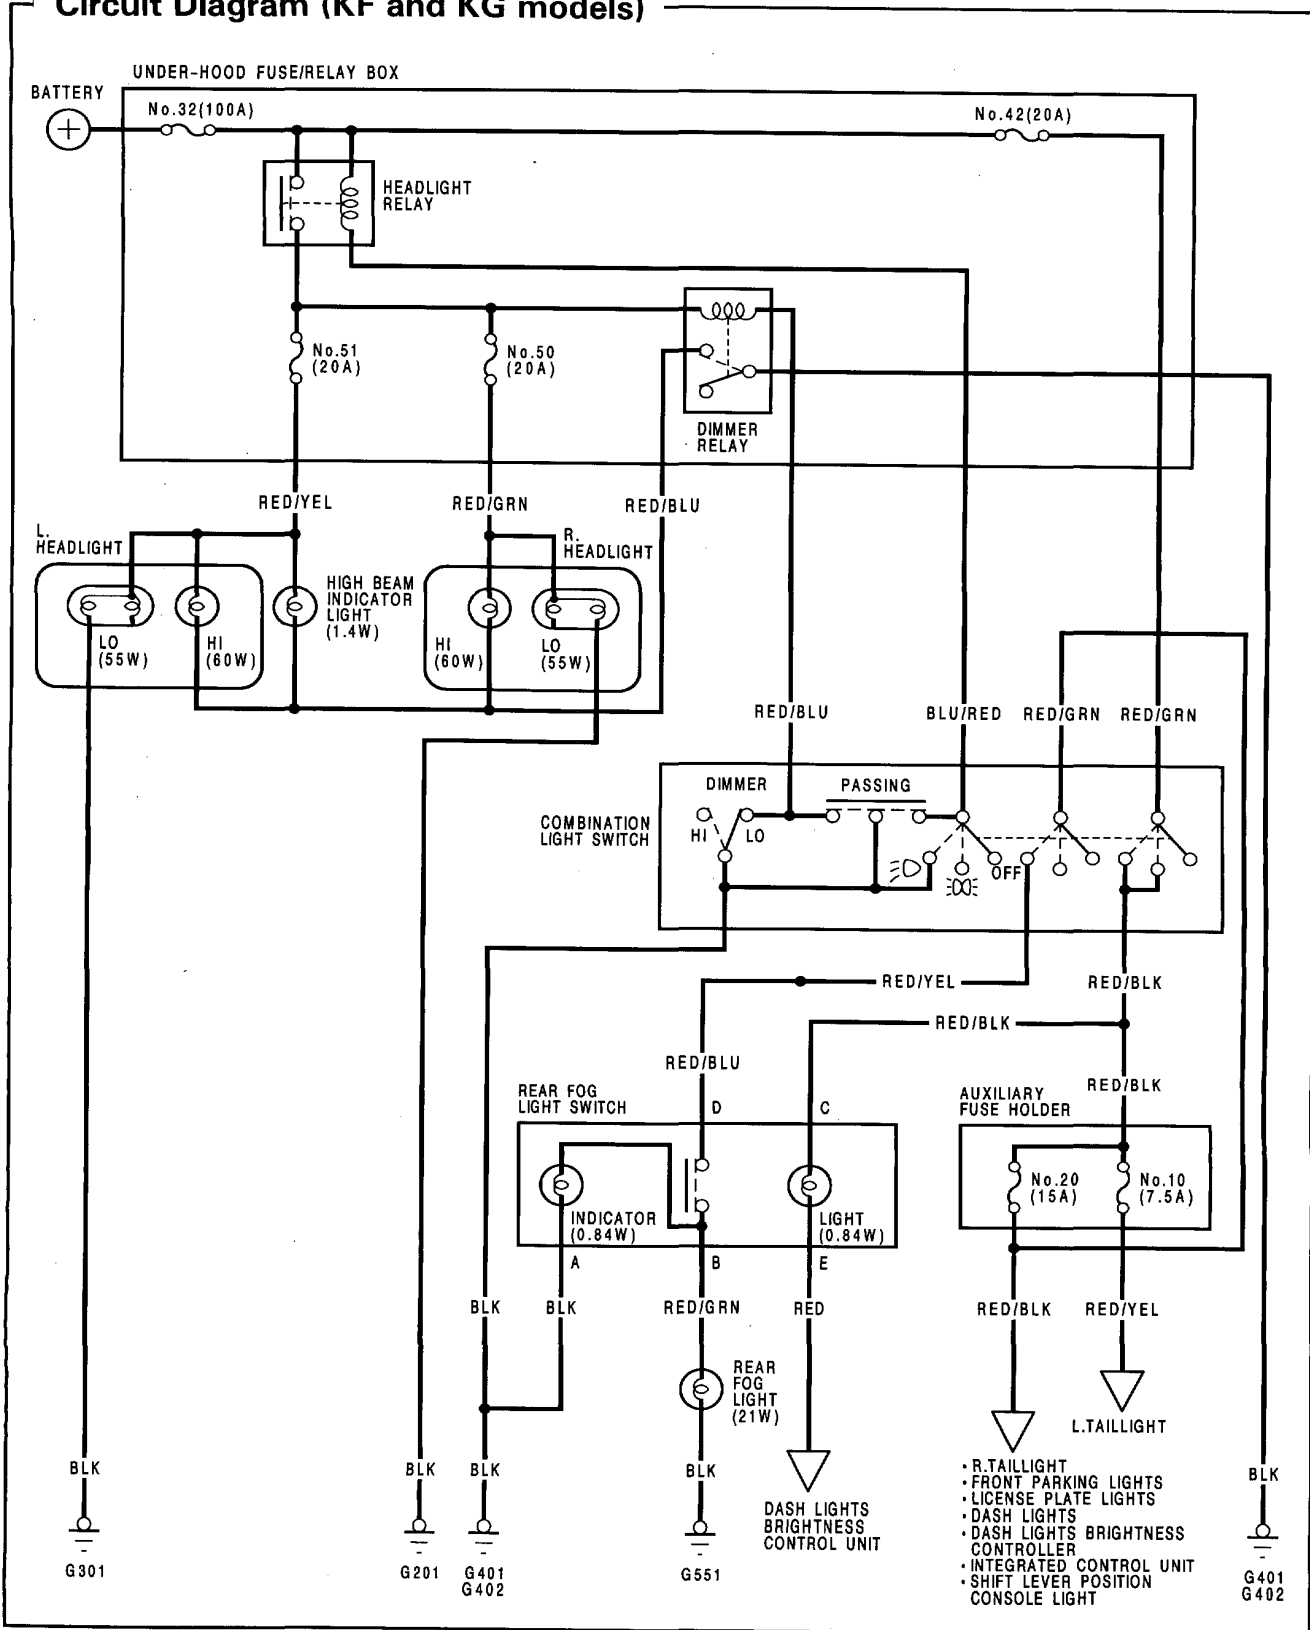 Circuit Diagram (KF and KG models)
UNDER-HOOD FUSE/RELAY BOX
BATTERY
+
No.32(100A)
No.42(20A)
HEADLIGHT
RELAY
No.51
(20A)
No.50
(20A)
DIMMER
RELAY
RED/YEL
RED/GRN
RED/BLU
L.
HEADLIGHT
R.
HEADLIGHT
HIGH BEAM
INDICATOR
LIGHT
(1.4W)
LO
(55W)
HI
(60W)
HI
(60W)
LO
(55W)
RED/BLU
BLU/RED
RED/GRN
RED/GRN
COMBINATION
LIGHT SWITCH
DIMMER
PASSING
HI
LO
OFF
RED/YEL
RED/BLK
RED/BLK
RED/BLU
RED/BLK
REAR FOG
LIGHT SWITCH
D
C
AUXILIARY
FUSE HOLDER
INDICATOR
(0.84W)
LIGHT
(0.84W)
No.20
(15A)
No.10
(7.5A)
A
B
E
BLK
BLK
RED/GRN
RED
RED/BLK
RED/YEL
REAR
FOG
LIGHT
(21W)
L.TAILLIGHT
BLK
BLK
BLK
BLK
BLK
DASH LIGHTS
BRIGHTNESS
CONTROL UNIT
·R.TAILLIGHT
·FRONT PARKING LIGHTS
·LICENSE PLATE LIGHTS
·DASH LIGHTS
·DASH LIGHTS BRIGHTNESS
CONTROLLER
·INTEGRATED CONTROL UNIT
·SHIFT LEVER POSITION
CONSOLE LIGHT
G301
G201
G401
G402
G551
G401
G402